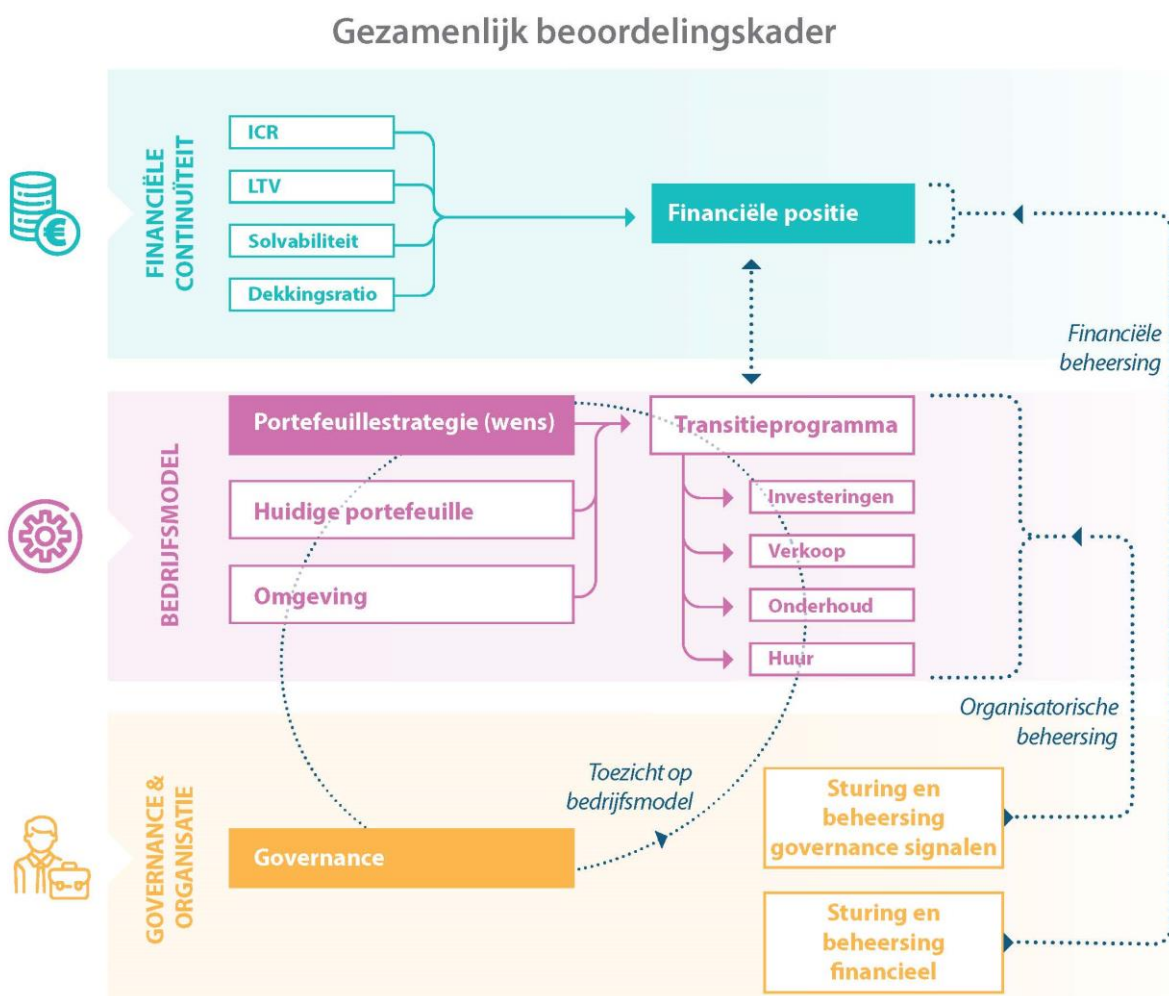 Gezamenlijk beoordelingskader
FINANCIËLE
CONTINUÏTEIT
ICR
LTV
Solvabiliteit
Dekkingsratio
Financiële positie
Financiële
beheersing
BEDRIJFSMODEL
Portefeuillestrategie (wens)
Huidige portefeuille
Omgeving
Transitieprogramma
Investeringen
Verkoop
Onderhoud
Huur
Organisatorische
beheersing
GOVERNANCE &
ORGANISATIE
Governance
Toezicht op
bedrijfsmodel
Sturing en
beheersing
governance signalen
Sturing en
beheersing
financieel